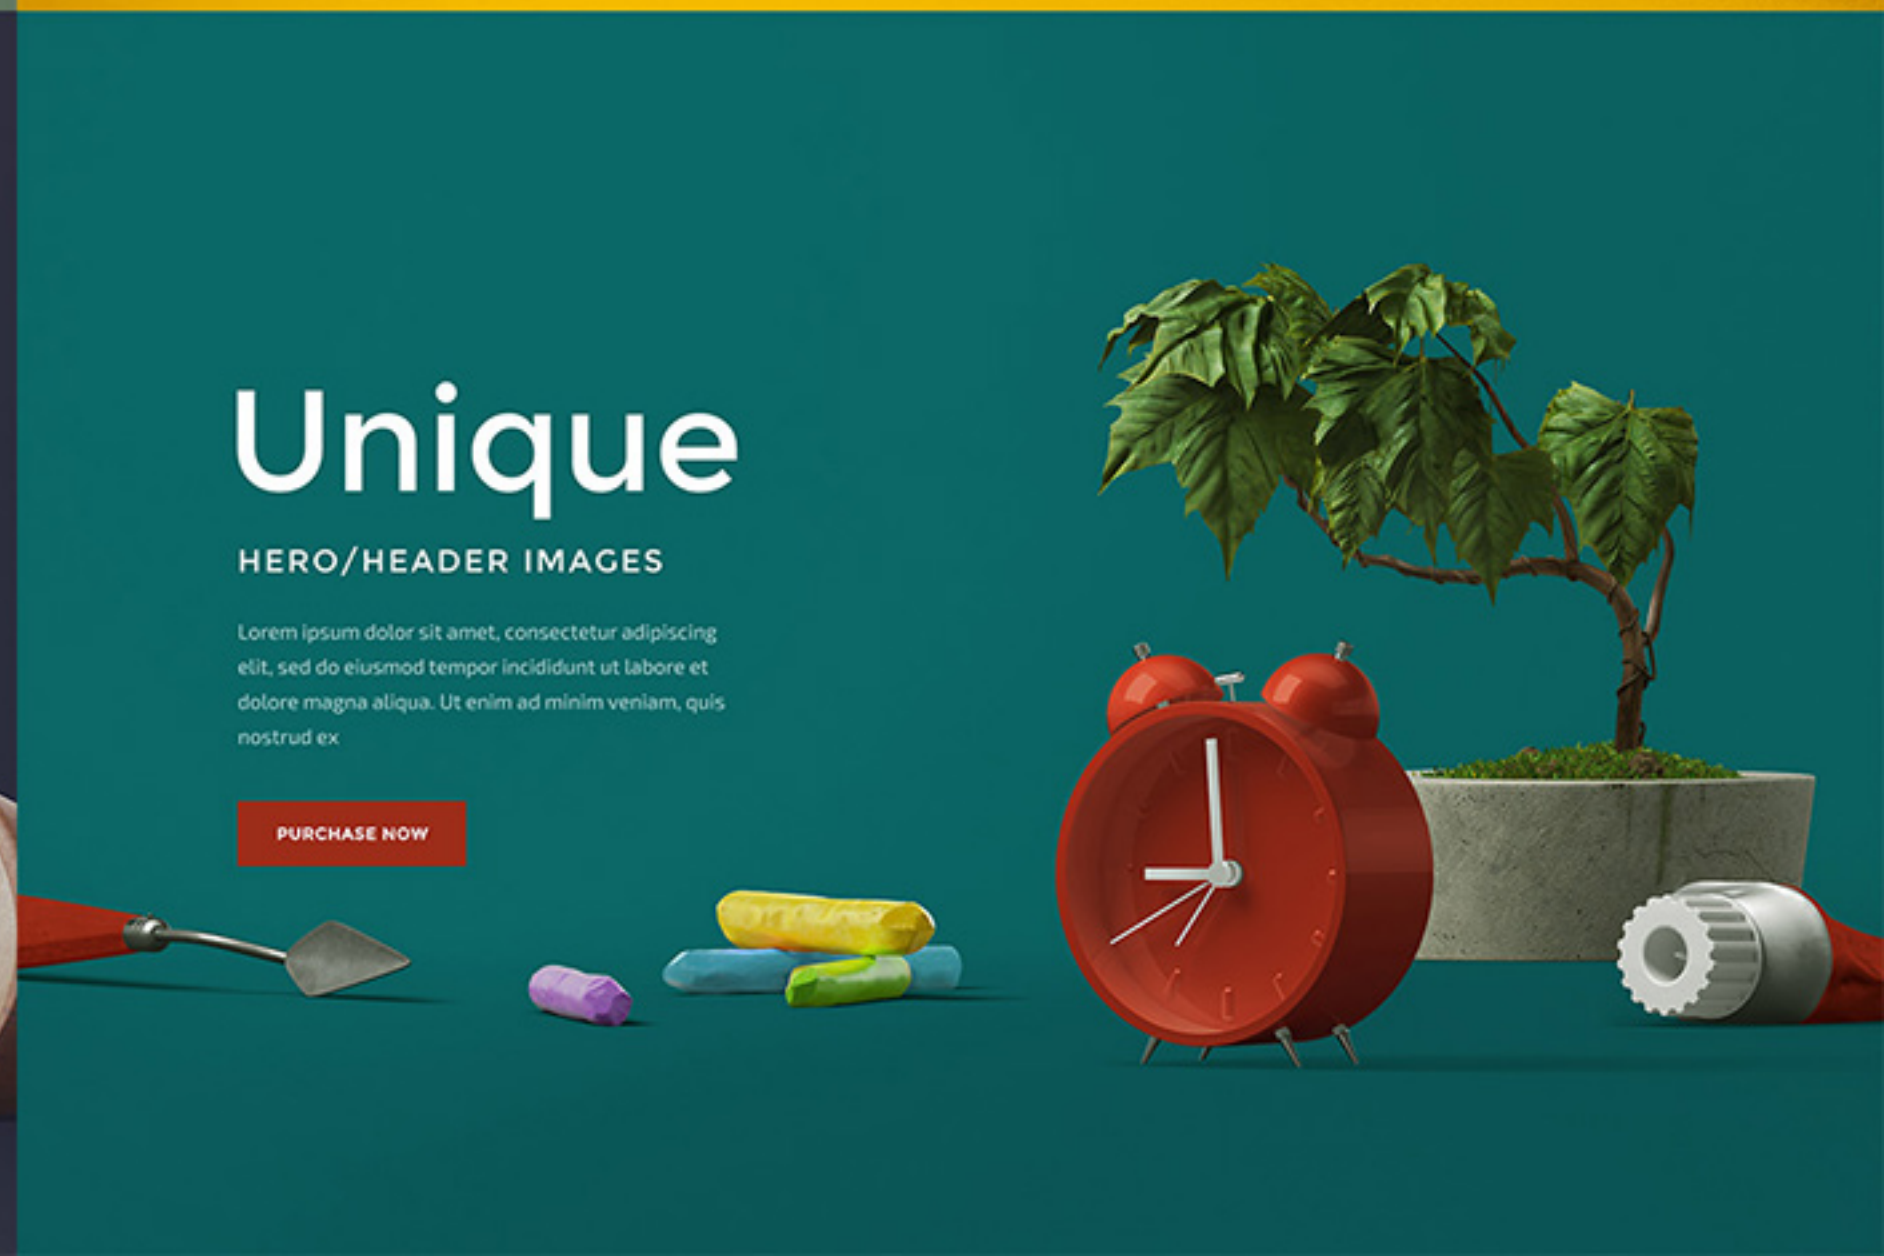 Unique
HERO/HEADER IMAGES
Lorem ipsum dolor sit amet, consectetur adipiscing
elit, sed do eiusmod tempor incididunt ut labore et
dolore magna aliqua. Ut enim ad minim veniam, quis
nostrud ex
PURCHASE NOW